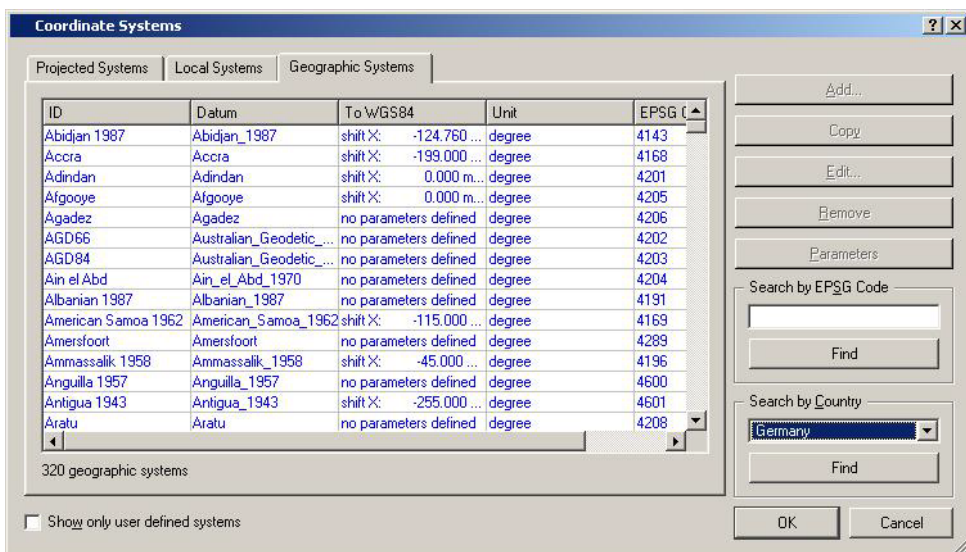 Coordinate Systems
Projected Systems Local Systems Geographic Systems
ID Datum To WGS84 Unit EPSG C
Abidjan 1987 Abidjan_1987 shift X: -124.760 ... degree 4143
Accra Accra shift X: -199.000 ... degree 4168
Adindan Adindan shift X: 0.000 m... degree 4201
Afgooye Afgooye shift X: 0.000 m... degree 4205
Agadez Agadez no parameters defined degree 4206
AGD66 Australian_Geodetic_... no parameters defined degree 4202
AGD84 Australian_Geodetic_... no parameters defined degree 4203
Ain el Abd Ain_el_Abd_1970 no parameters defined degree 4204
Albanian 1987 Albanian_1987 no parameters defined degree 4191
American Samoa 1962 American_Samoa_1962 shift X: -115.000 ... degree 4169
Amersfoort Amersfoort no parameters defined degree 4289
Ammassalik 1958 Ammassalik_1958 shift X: -45.000 ... degree 4196
Anguilla 1957 Anguilla_1957 no parameters defined degree 4600
Antigua 1943 Antigua_1943 shift X: -255.000 ... degree 4601
Aratu Aratu no parameters defined degree 4208
320 geographic systems
Show only user defined systems
Add...
Copy
Edit...
Remove
Parameters
Search by EPSG Code
Find
Search by Country
Germany
Find
OK Cancel